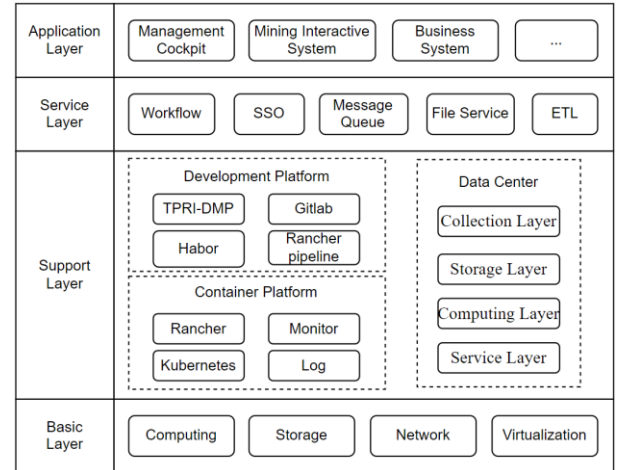 Application
Layer
Management
Cockpit
Mining Interactive
System
Business
System
...
Service
Layer
Workflow
SSO
Message
Queue
File Service
ETL
Support
Layer
Development Platform
TPRI-DMP
Gitlab
Habor
Rancher
pipeline
Container Platform
Rancher
Monitor
Kubernetes
Log
Data Center
Collection Layer
Storage Layer
Computing Layer
Service Layer
Basic
Layer
Computing
Storage
Network
Virtualization